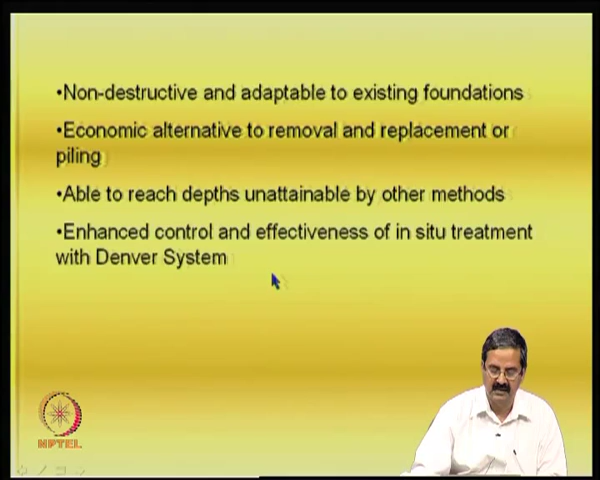 •Non-destructive and adaptable to existing foundations
•Economic alternative to removal and replacement or
piling
•Able to reach depths unattainable by other methods
•Enhanced control and effectiveness of in situ treatment
with Denver System
NPTEL